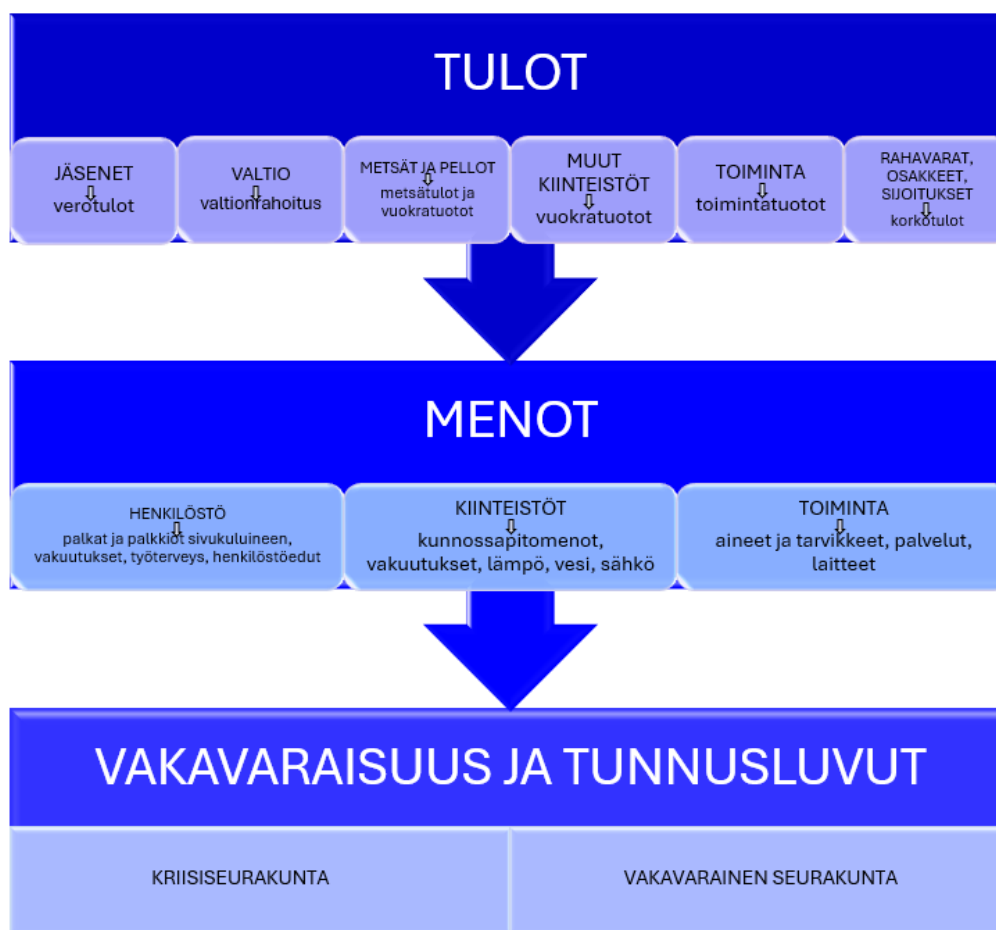 TULOT
JÄSENET
verotulot
VALTIO
valtionrahoitus
METSÄT JA PELLOT
metsätulot ja
vuokratuotot
MUUT
KIINTEISTÖT
vuokratuotot
TOIMINTA
toimintatuotot
RAHAVARAT,
OSAKKEET,
SIJOITUKSET
korkotulot
MENOT
HENKILÖSTÖ
palkat ja palkkiot sivukuluineen,
vakuutukset, työterveys, henkilöstöedut
KIINTEISTÖT
kunnossapitomenot,
vakuutukset, lämpö, vesi, sähkö
TOIMINTA
aineet ja tarvikkeet, palvelut,
laitteet
VAKAVARAISUUS JA TUNNUSLUVUT
KRIISISEURAKUNTA
VAKAVARAINEN SEURAKUNTA